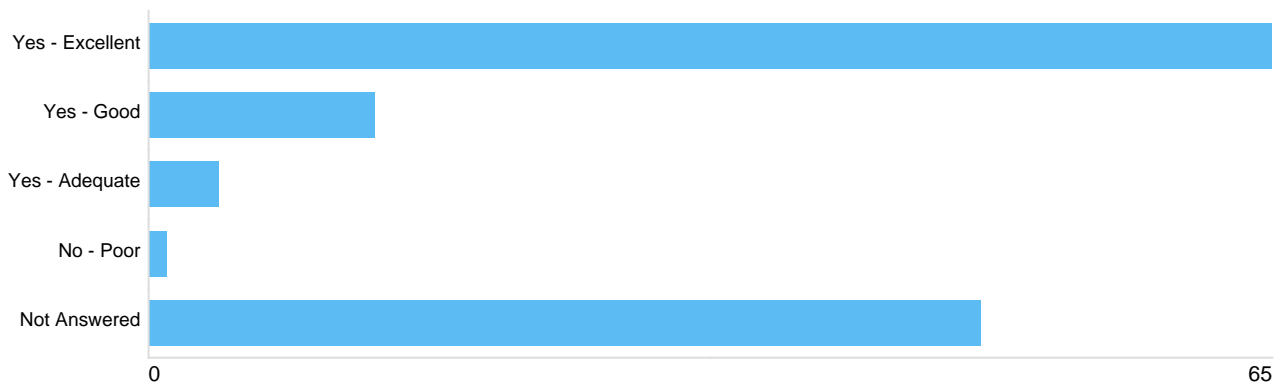 Yes - Excellent
Yes - Good
Yes - Adequate
No - Poor
Not Answered
0 65